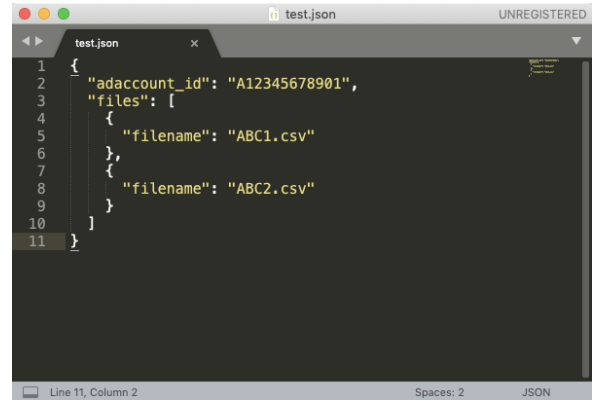 test.json
UNREGISTERED
test.json ×
1 {
2   "adaccount_id": "A12345678901",
3   "files": [
4     {
5       "filename": "ABC1.csv"
6     },
7     {
8       "filename": "ABC2.csv"
9     }
10   ]
11 }
Line 11, Column 2
Spaces: 2
JSON